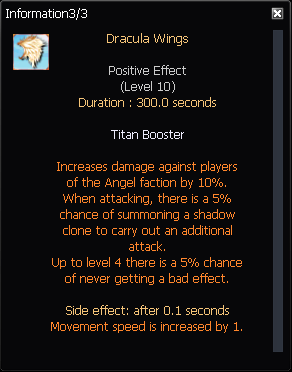 Information3/3
Dracula Wings
Positive Effect
(Level 10)
Duration : 300.0 seconds
Titan Booster
Increases damage against players
of the Angel faction by 10%.
When attacking, there is a 5%
chance of summoning a shadow
clone to carry out an additional
attack.
Up to level 4 there is a 5% chance
of never getting a bad effect.
Side effect: after 0.1 seconds
Movement speed is increased by 1.